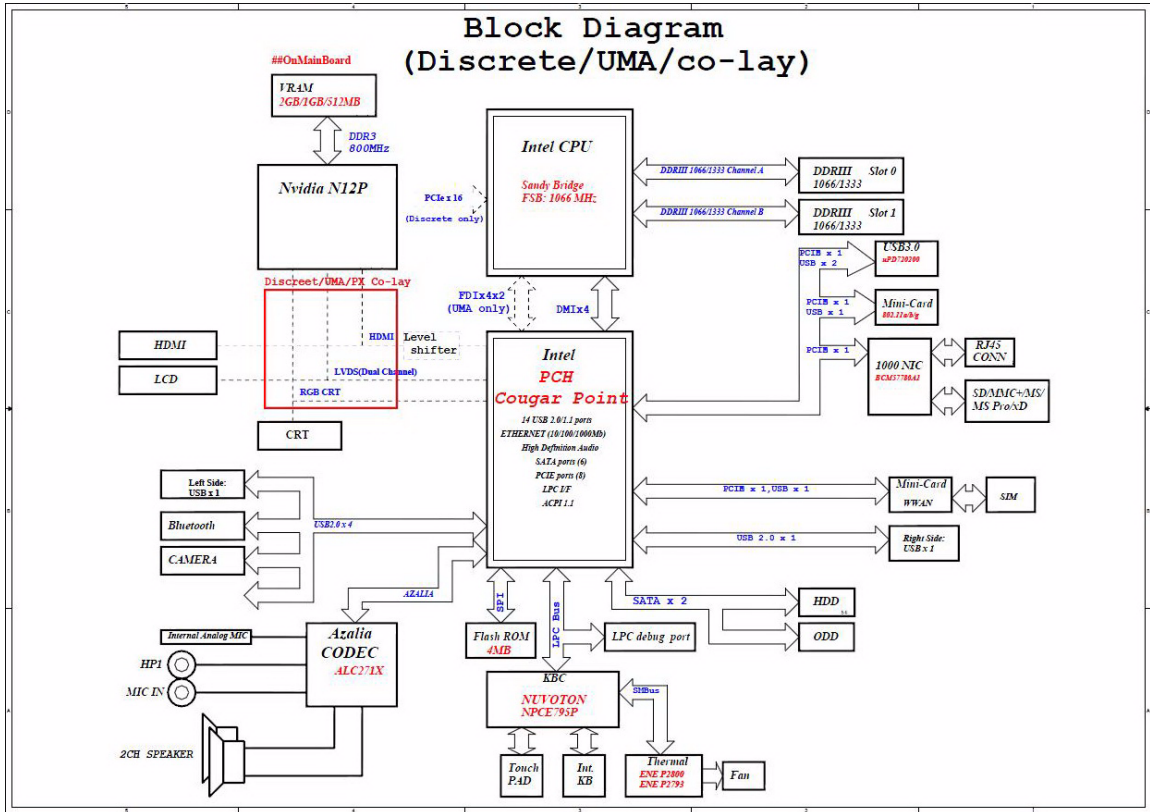 Block Diagram
(Discrete/UMA/co-lay)
##OnMainBoard
VRAM
2GB/1GB/512MB
DDR3
800MHz
Nvidia N12P
PCIe x 16
(Discrete only)
Intel CPU
Sandy Bridge
FSB: 1066 MHz
DDRIII 1066/1333 Channel A
DDRIII Slot 0
1066/1333
DDRIII 1066/1333 Channel B
DDRIII Slot 1
1066/1333
Discreet/UMA/PX Co-lay
FDIx4x2
(UMA only)
DMIx4
PCIE x 1
USB x 2
USB3.0
uPD720200
PCIE x 1
USB x 1
Mini-Card
802.11a/b/g
PCIE x 1
1000 NIC
BCM57780A1
RJ45
CONN
SD/MMC+/MS/
MS Pro/xD
HDMI
HDMI
Level
shifter
LCD
LVDS(Dual Channel)
RGB CRT
CRT
Intel
PCH
Cougar Point
14 USB 2.0/1.1 ports
ETHERNET (10/100/1000Mb)
High Definition Audio
SATA ports (6)
PCIE ports (8)
LPC I/F
ACPI 1.1
Left Side:
USB x 1
Bluetooth
USB2.0 x 4
CAMERA
PCIE x 1,USB x 1
Mini-Card
WWAN
SIM
USB 2.0 x 1
Right Side:
USB x 1
AZALIA
SPI
LPC Bus
SATA x 2
HDD
ODD
Internal Analog MIC
HP1
MIC IN
2CH SPEAKER
Azalia
CODEC
ALC271X
Flash ROM
4MB
LPC debug port
KBC
NUVOTON
NPCE795P
SMBus
Touch
PAD
Int.
KB
Thermal
ENE P2800
ENE P2793
Fan